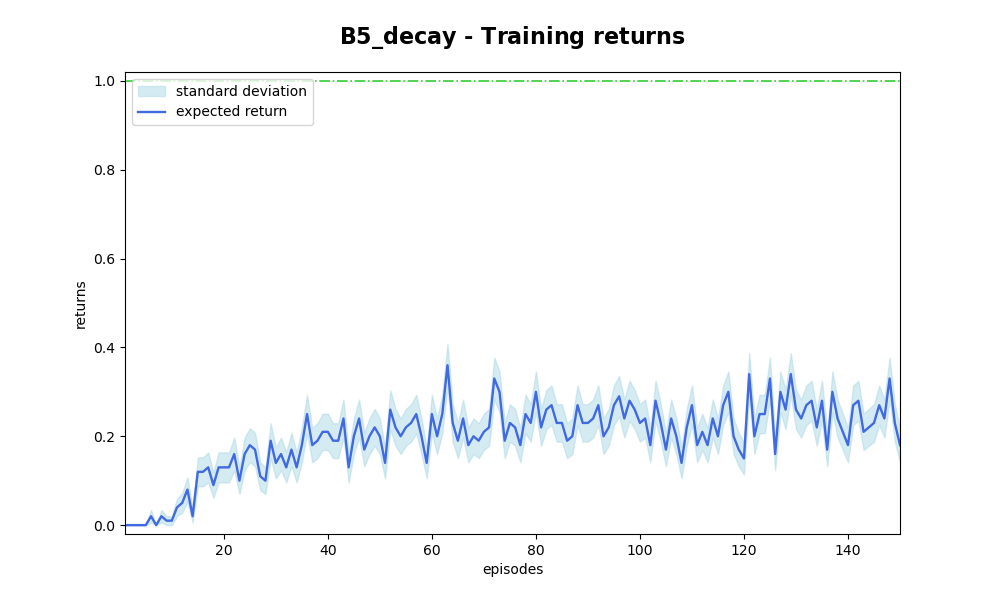 B5_decay - Training returns
standard deviation
expected return
1.0
0.8
0.6
0.4
0.2
0.0
returns
20 40 60 80 100 120 140
episodes